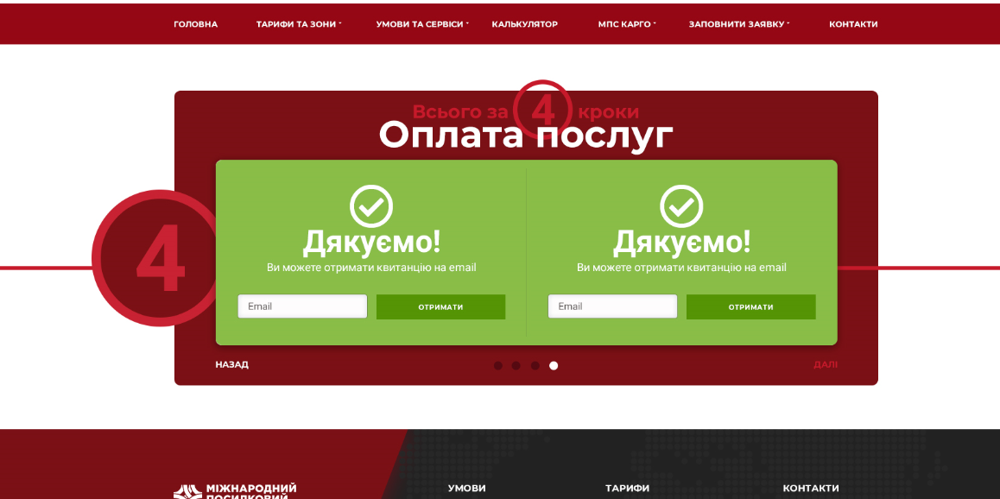 ГОЛОВНА ТАРИФИ ТА ЗОНИ УМОВИ ТА СЕРВІСИ КАЛЬКУЛЯТОР МПС КАРГО ЗАПОВНИТИ ЗАЯВКУ КОНТАКТИ
Всього за 4 кроки
Оплата послуг
4
Дякуємо! Дякуємо!
Ви можете отримати квитанцію на email Ви можете отримати квитанцію на email
Email ОТРИМАТИ Email ОТРИМАТИ
НАЗАД ДАЛІ
МІЖНАРОДНИЙ УМОВИ ТАРИФИ КОНТАКТИ
ПОСИЛКОВИЙ